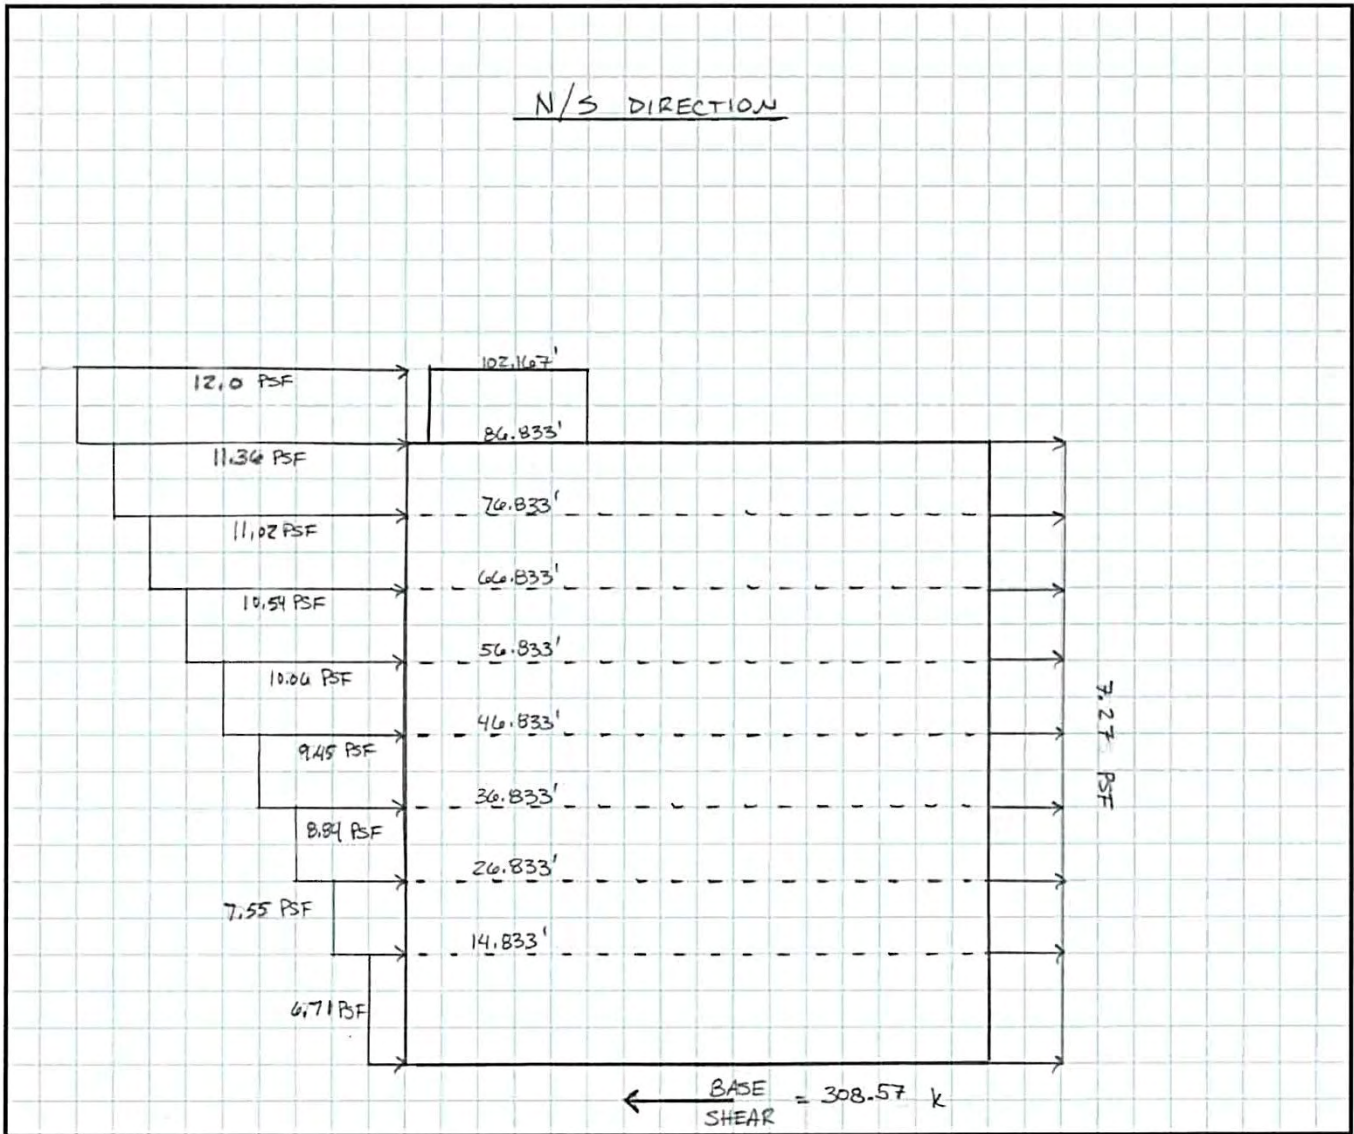 N/S DIRECTION
102.167'
12.0 PSF
86.833'
11.36 PSF
76.833'
11.02 PSF
66.833'
10.54 PSF
56.833'
10.06 PSF
46.833'
9.45 PSF
36.833'
8.84 PSF
26.833'
7.55 PSF
14.833'
6.71 PSF
7.27 PSF
BASE
SHEAR = 308.57 k